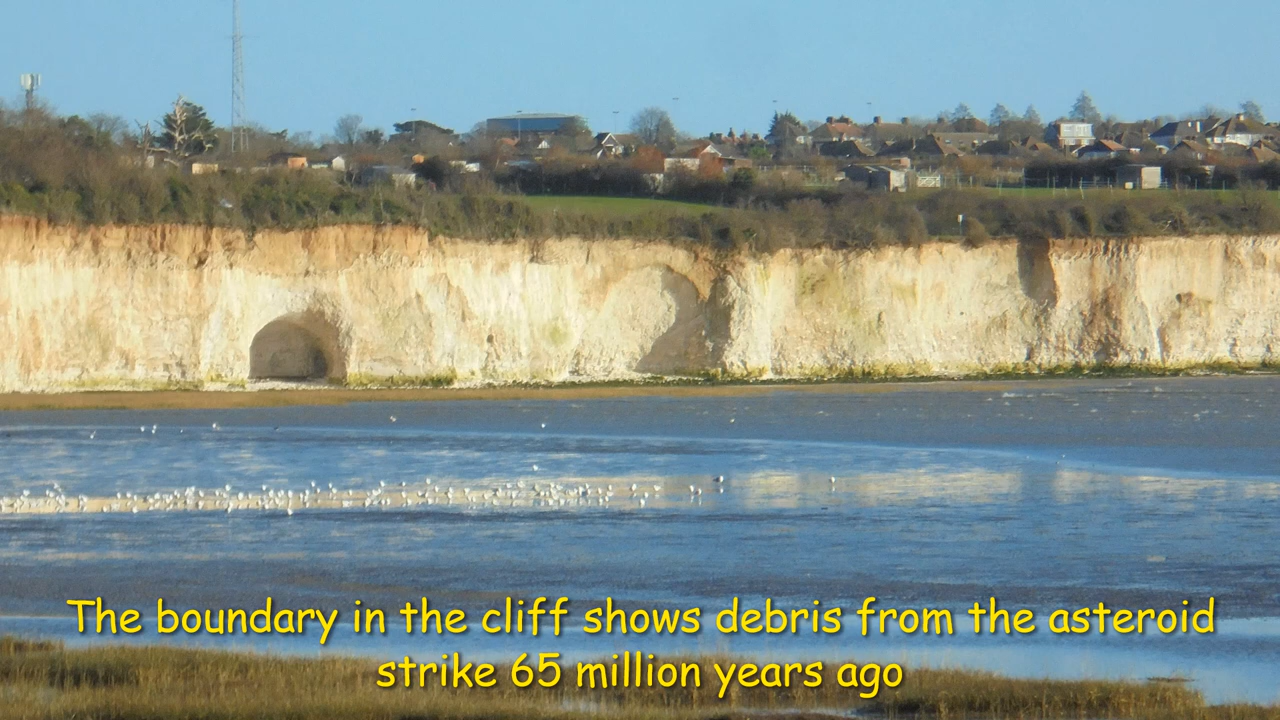 The boundary in the cliff shows debris from the asteroid
strike 65 million years ago